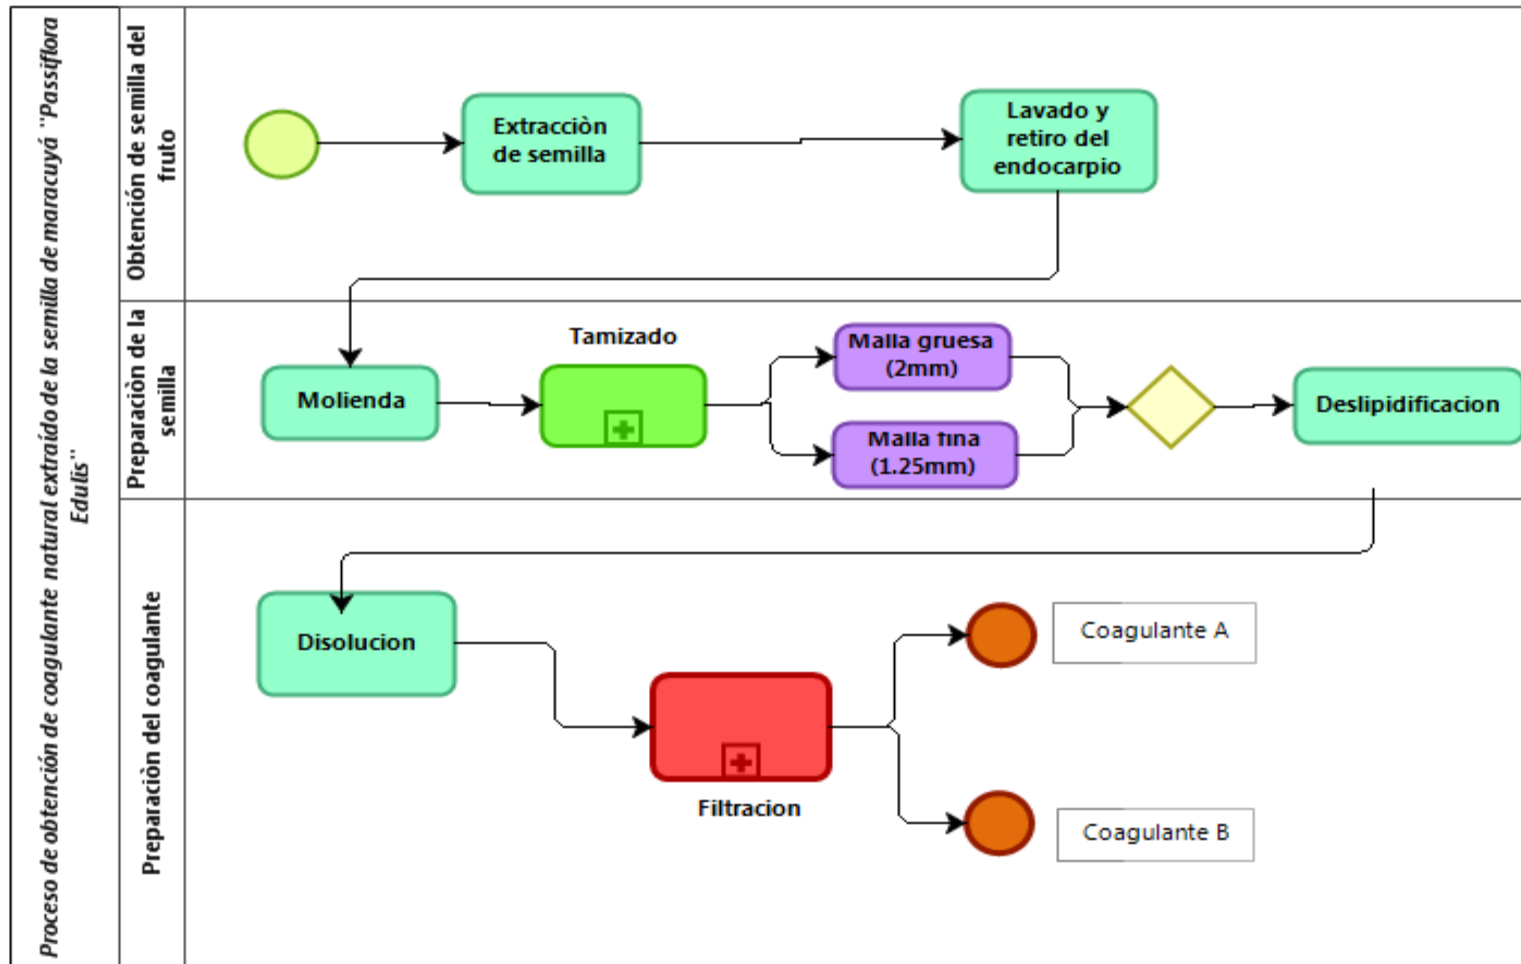 Proceso de obtención de coagulante natural extraído de la semilla de maracuyá ¨Passiflora
Edulis¨
Obtención de semilla del
fruto
Extracciòn
de semilla
Lavado y
retiro del
endocarpio
Preparaciòn de la
semilla
Molienda
Tamizado
Malla gruesa
(2mm)
Malla fina
(1.25mm)
Deslipidificacion
Preparaciòn del coagulante
Disolucion
Filtracion
Coagulante A
Coagulante B